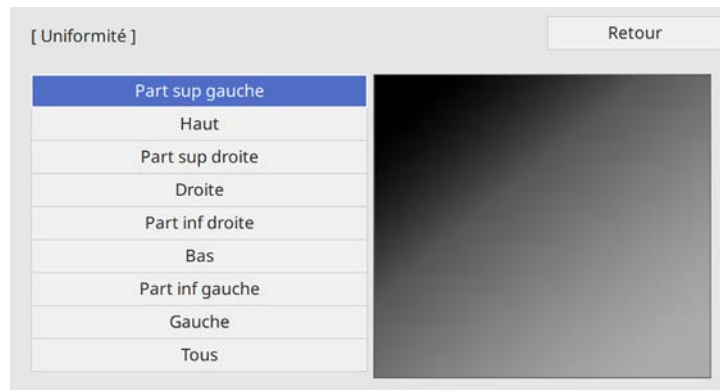 [ Uniformité ]
Retour
Part sup gauche
Haut
Part sup droite
Droite
Part inf droite
Bas
Part inf gauche
Gauche
Tous